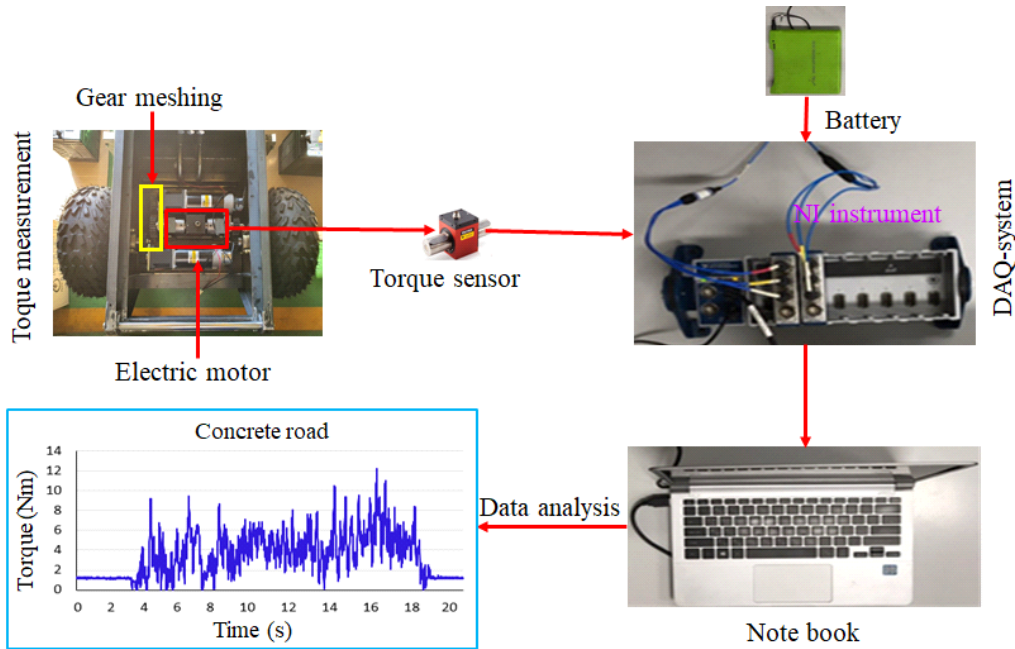 Gear meshing
Toque measurement
Electric motor
Torque sensor
Battery
NI instrument
DAQ-system
Note book
Data analysis
Concrete road
Torque (Nm)
14
12
10
8
6
4
2
0
0 2 4 6 8 10 12 14 16 18 20
Time (s)